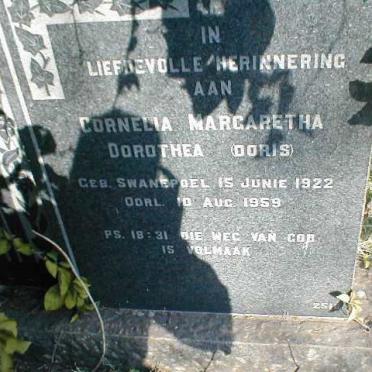 IN
LIEFDEVOLLE HERINNERING
AAN
CORNELIA MARGARETHA
DOROTHEA (DORIS)
GEB. SWANEPOEL 15 JUNIE 1922
OORL. 10 AUG 1959
PS. 18:31 DIE WEG VAN GOD
IS VOLMAAK